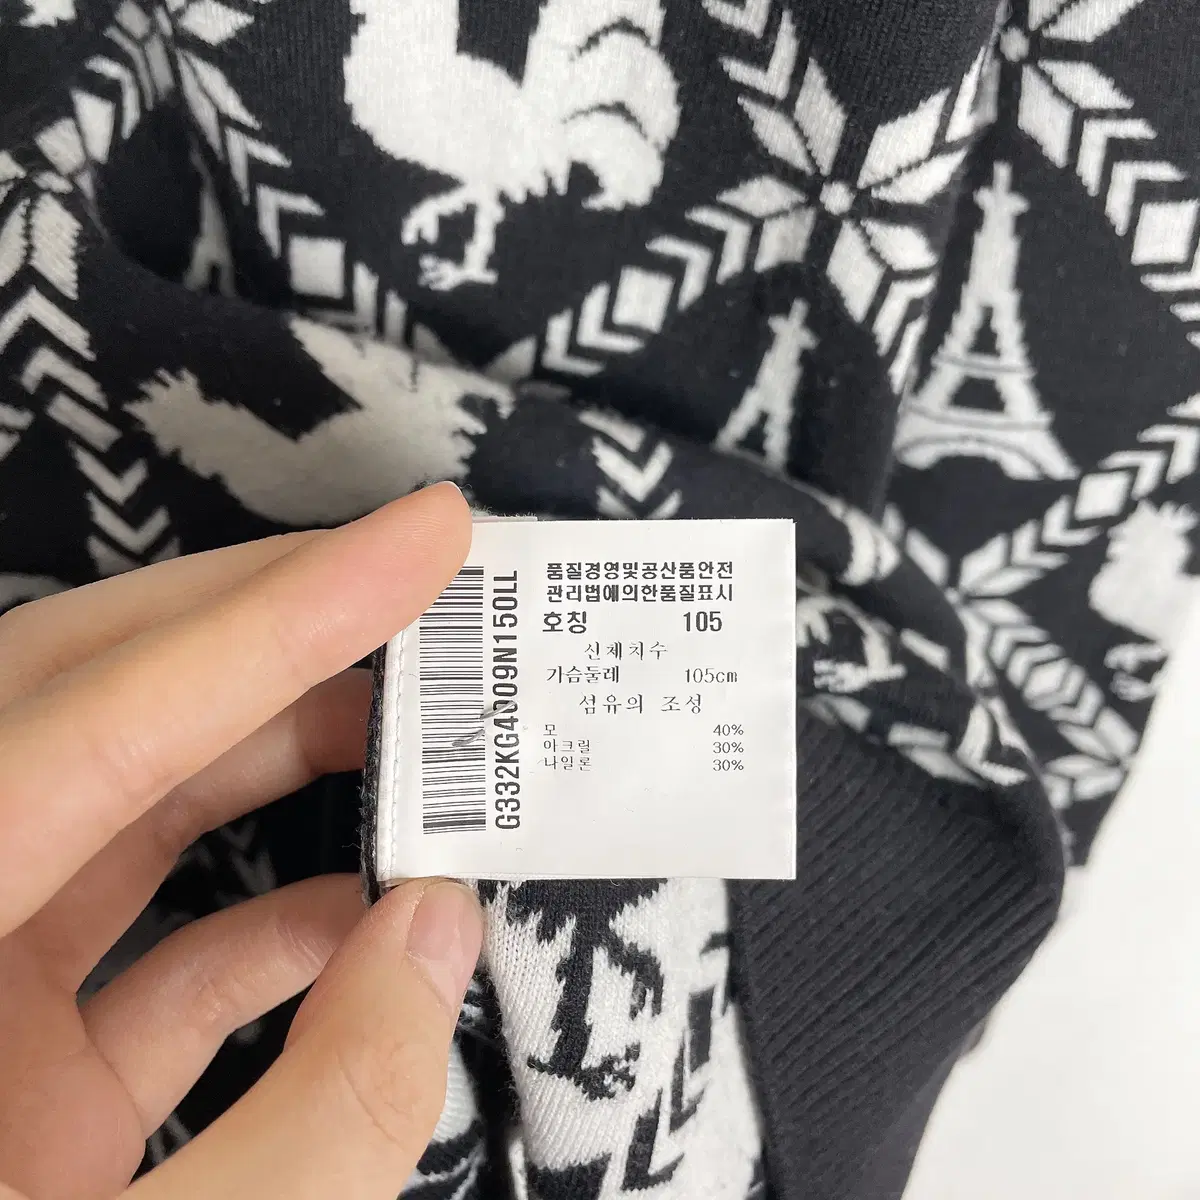 품질경영및공산품안전
관리법에의한품질표시
호칭 105
신체치수
가슴둘레 105cm
섬유의 조성
모 40%
아크릴 30%
나일론 30%
G332KG4009N150LL